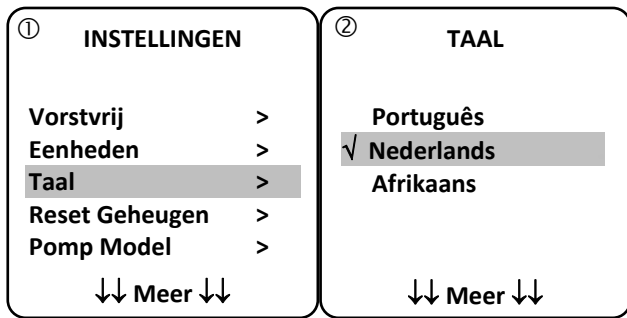 ①
INSTELLINGEN
Vorstvrij >
Eenheden >
Taal >
Reset Geheugen >
Pomp Model >
↓↓ Meer ↓↓
②
TAAL
Português
√ Nederlands
Afrikaans
↓↓ Meer ↓↓